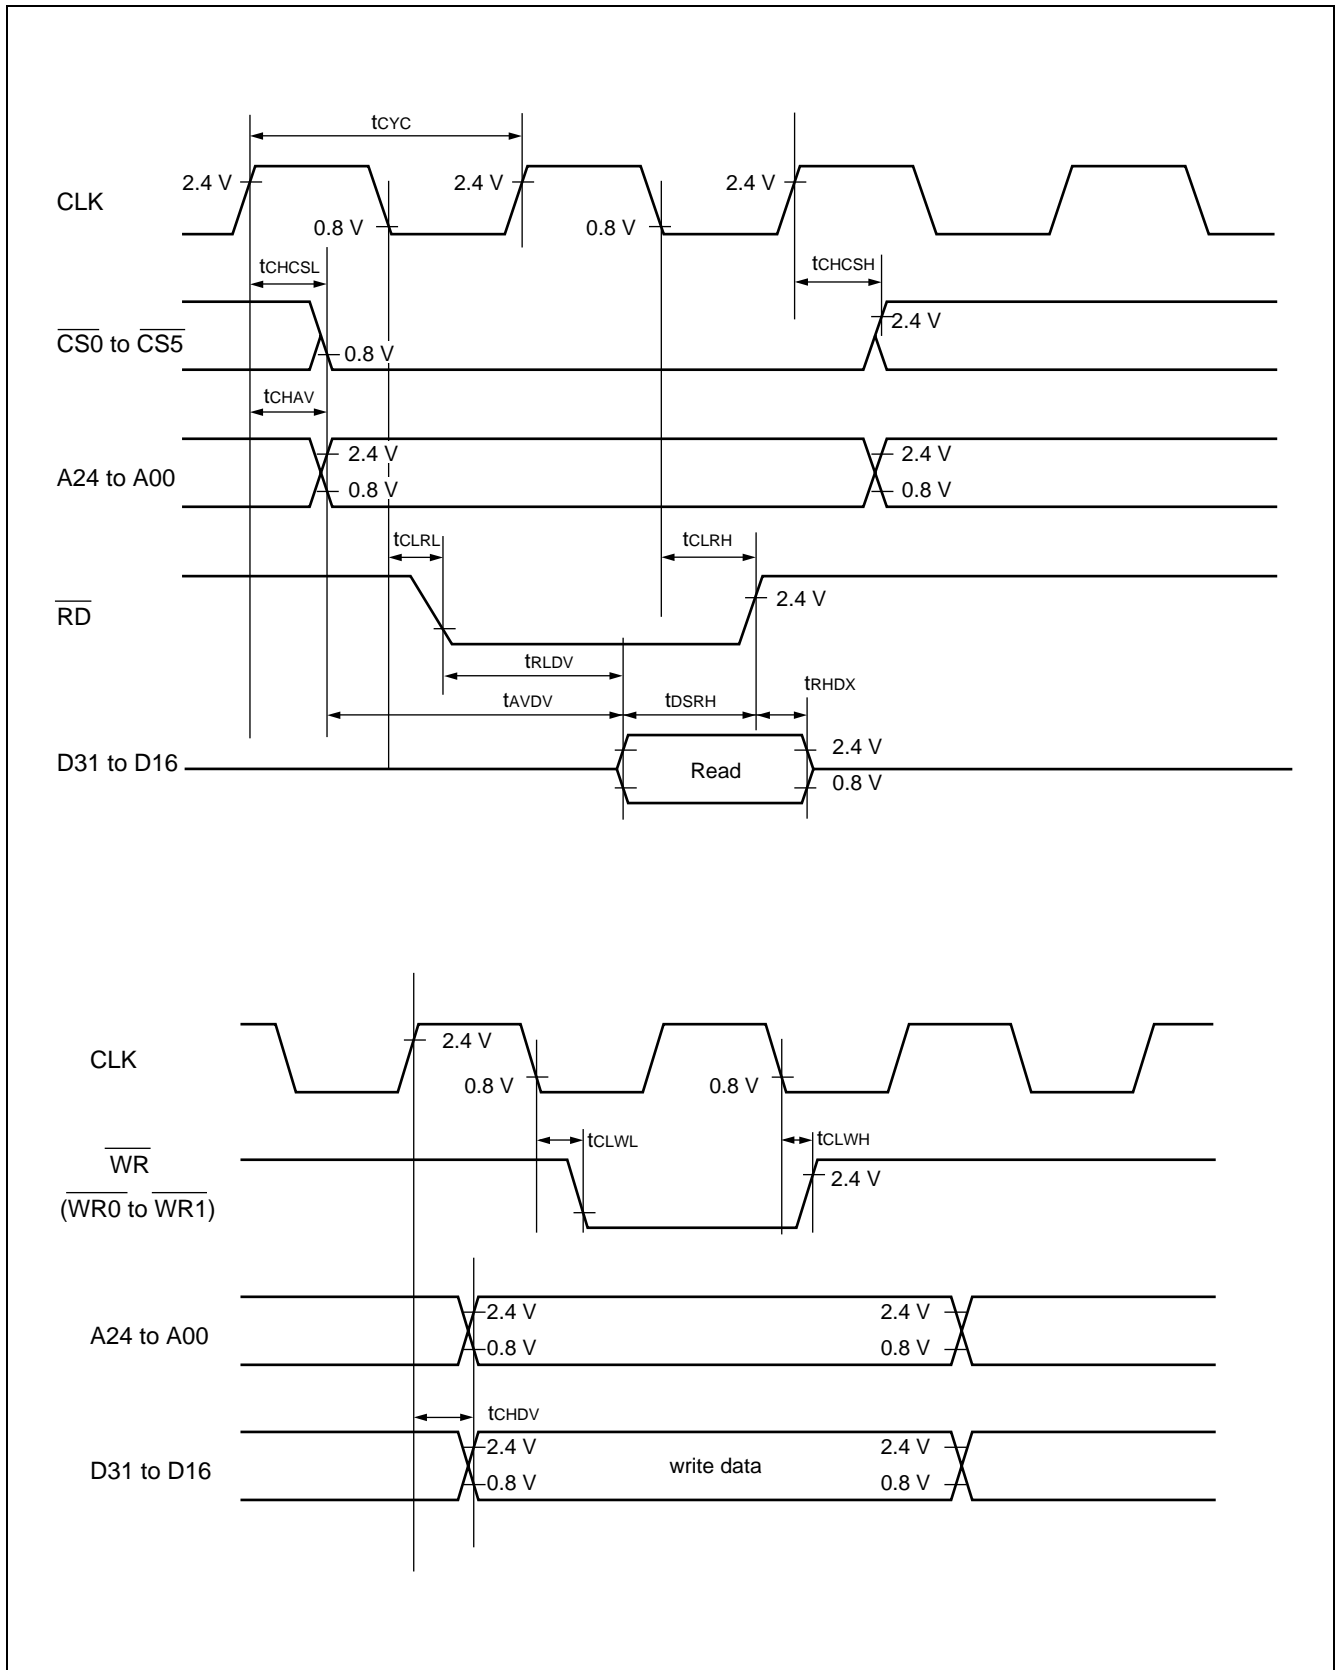 tCYC
2.4 V 2.4 V 2.4 V
CLK
0.8 V 0.8 V
tCHCSL tCHCSH
2.4 V
CS0 to CS5
0.8 V
tCHAV
2.4 V 2.4 V
A24 to A00
0.8 V 0.8 V
tCLRL tCLRH
2.4 V
RD
tRLDV
tRHDX
tAVDV tDSRH
2.4 V
D31 to D16
Read
0.8 V
2.4 V
CLK
0.8 V 0.8 V
tCLWL tCLWH
WR
2.4 V
(WR0 to WR1)
2.4 V 2.4 V
A24 to A00
0.8 V 0.8 V
tCHDV
2.4 V 2.4 V
D31 to D16 write data
0.8 V 0.8 V